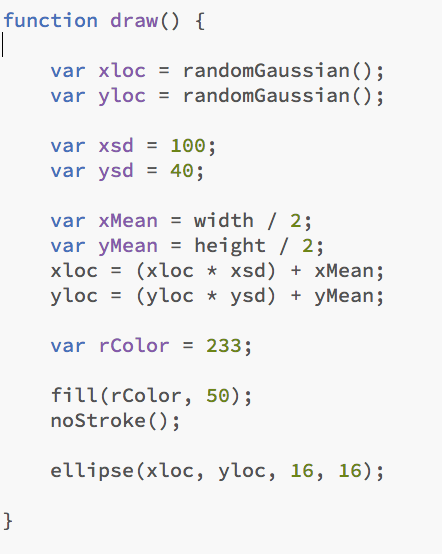 function draw() {
var xloc = randomGaussian();
var yloc = randomGaussian();
var xsd = 100;
var ysd = 40;
var xMean = width / 2;
var yMean = height / 2;
xloc = (xloc * xsd) + xMean;
yloc = (yloc * ysd) + yMean;
var rColor = 233;
fill(rColor, 50);
noStroke();
ellipse(xloc, yloc, 16, 16);
}